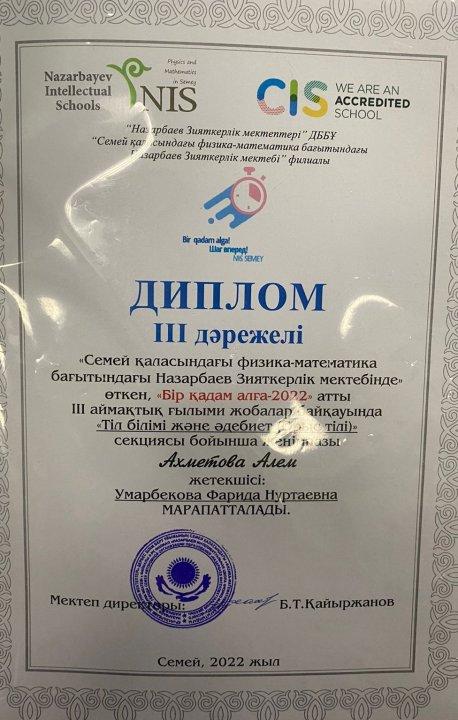 Nazarbayev
Intellectual
Schools
NIS
Physics and
Mathematics
in Semey
CIS
WE ARE AN
ACCREDITED
SCHOOL
"Назарбаев Зияткерлік мектептері" ДББҰ
"Семей қаласындағы физика-математика бағытындағы
Назарбаев Зияткерлік мектебі" филиалы
Bir qadam alga!
Шаг вперед!
NIS SEMEY
ДИПЛОМ
III дәрежелі
«Семей қаласындағы физика-математика
бағытындағы Назарбаев Зияткерлік мектебінде»
өткен, «Бір қадам алға-2022» атты
III аймақтық ғылыми жобалар байқауында
«Тіл білімі және әдебиет (орыс тілі)»
секциясы бойынша
Ахметова Алем
жетекшісі:
Умарбекова Фарида Нуртаевна
МАРАПАТТАЛАДЫ.
Мектеп директоры:
Б.Т.Қайыржанов
Семей, 2022 жыл